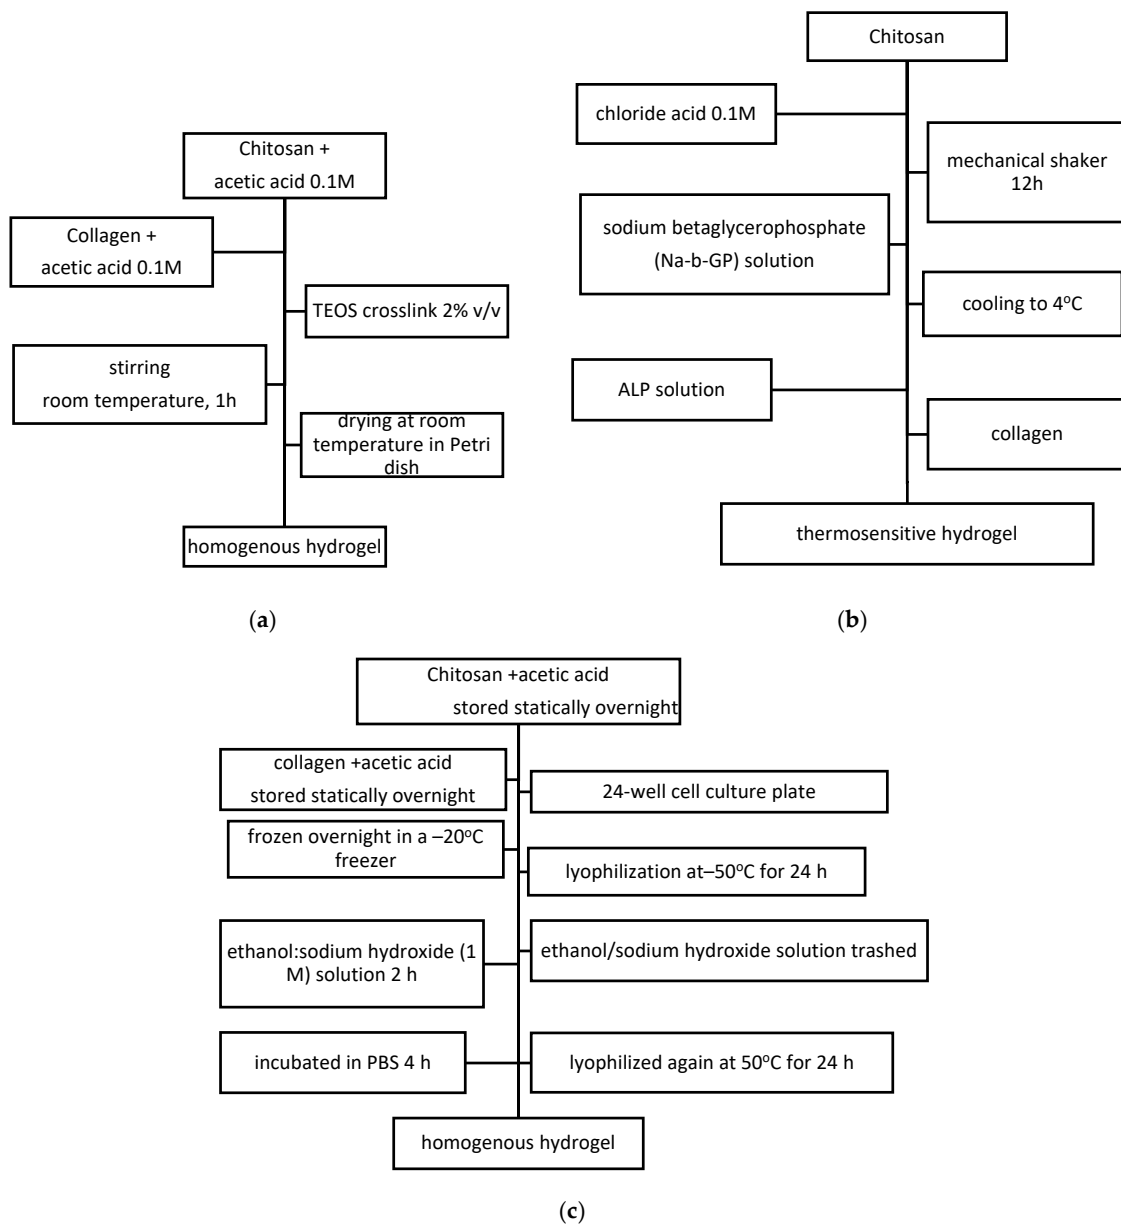 Chitosan +
acetic acid 0.1M
Collagen +
acetic acid 0.1M
TEOS crosslink 2% v/v
stirring
room temperature, 1h
drying at room
temperature in Petri
dish
homogenous hydrogel
(a)
Chitosan
chloride acid 0.1M
mechanical shaker
12h
sodium betaglycerophosphate
(Na-b-GP) solution
cooling to 4°C
ALP solution
collagen
thermosensitive hydrogel
(b)
Chitosan +acetic acid
stored statically overnight
collagen +acetic acid
stored statically overnight
24-well cell culture plate
frozen overnight in a –20°C
freezer
lyophilization at–50°C for 24 h
ethanol:sodium hydroxide (1
M) solution 2 h
ethanol/sodium hydroxide solution trashed
incubated in PBS 4 h
lyophilized again at 50°C for 24 h
homogenous hydrogel
(c)